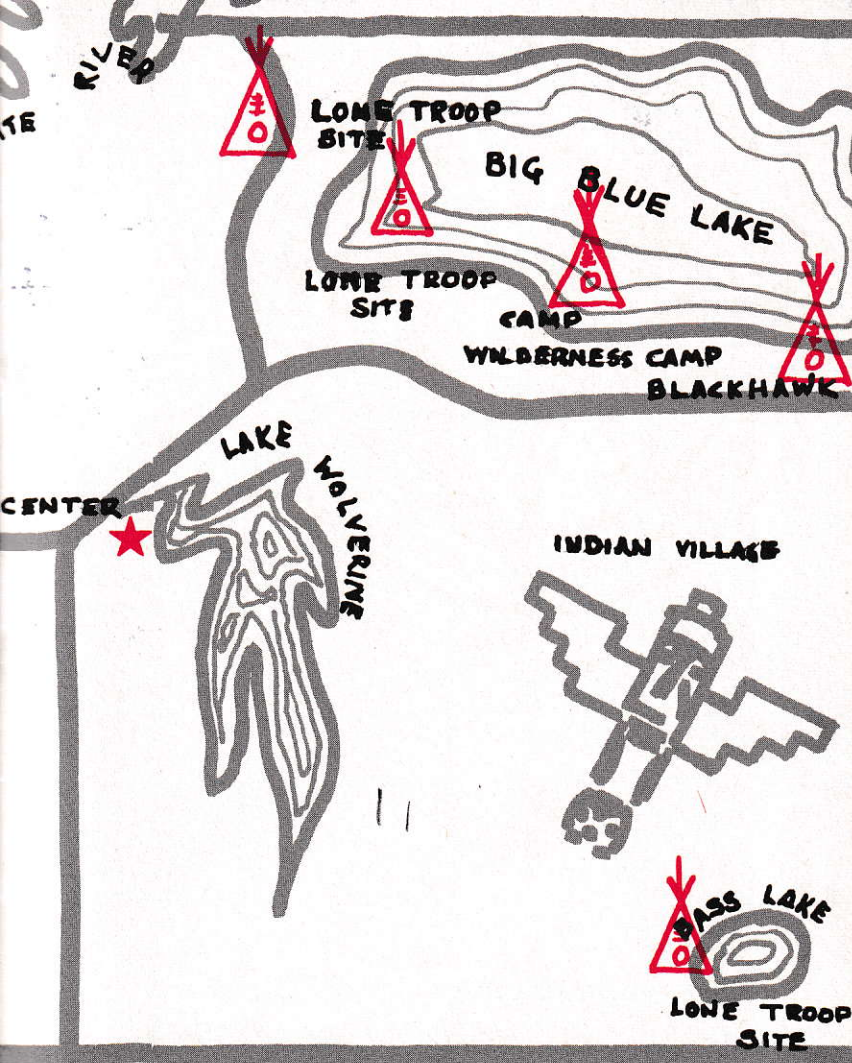 RIVER
ITE
LONE TROOP
SITE
BIG BLUE LAKE
LONE TROOP
SITE
CAMP
WILDERNESS CAMP
BLACKHAWK
LAKE
WOLVERINE
CENTER
INDIAN VILLAGE
BASS LAKE
LONE TROOP
SITE